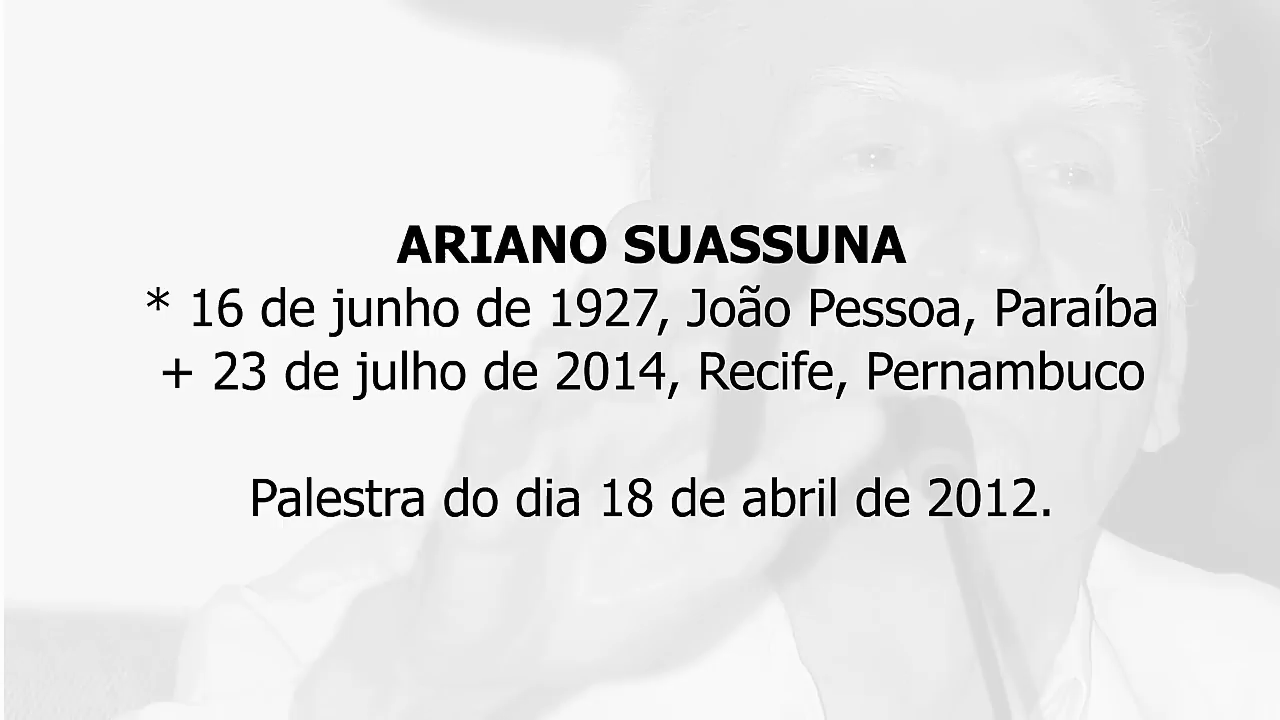 ARIANO SUASSUNA
* 16 de junho de 1927, João Pessoa, Paraíba
+ 23 de julho de 2014, Recife, Pernambuco
Palestra do dia 18 de abril de 2012.